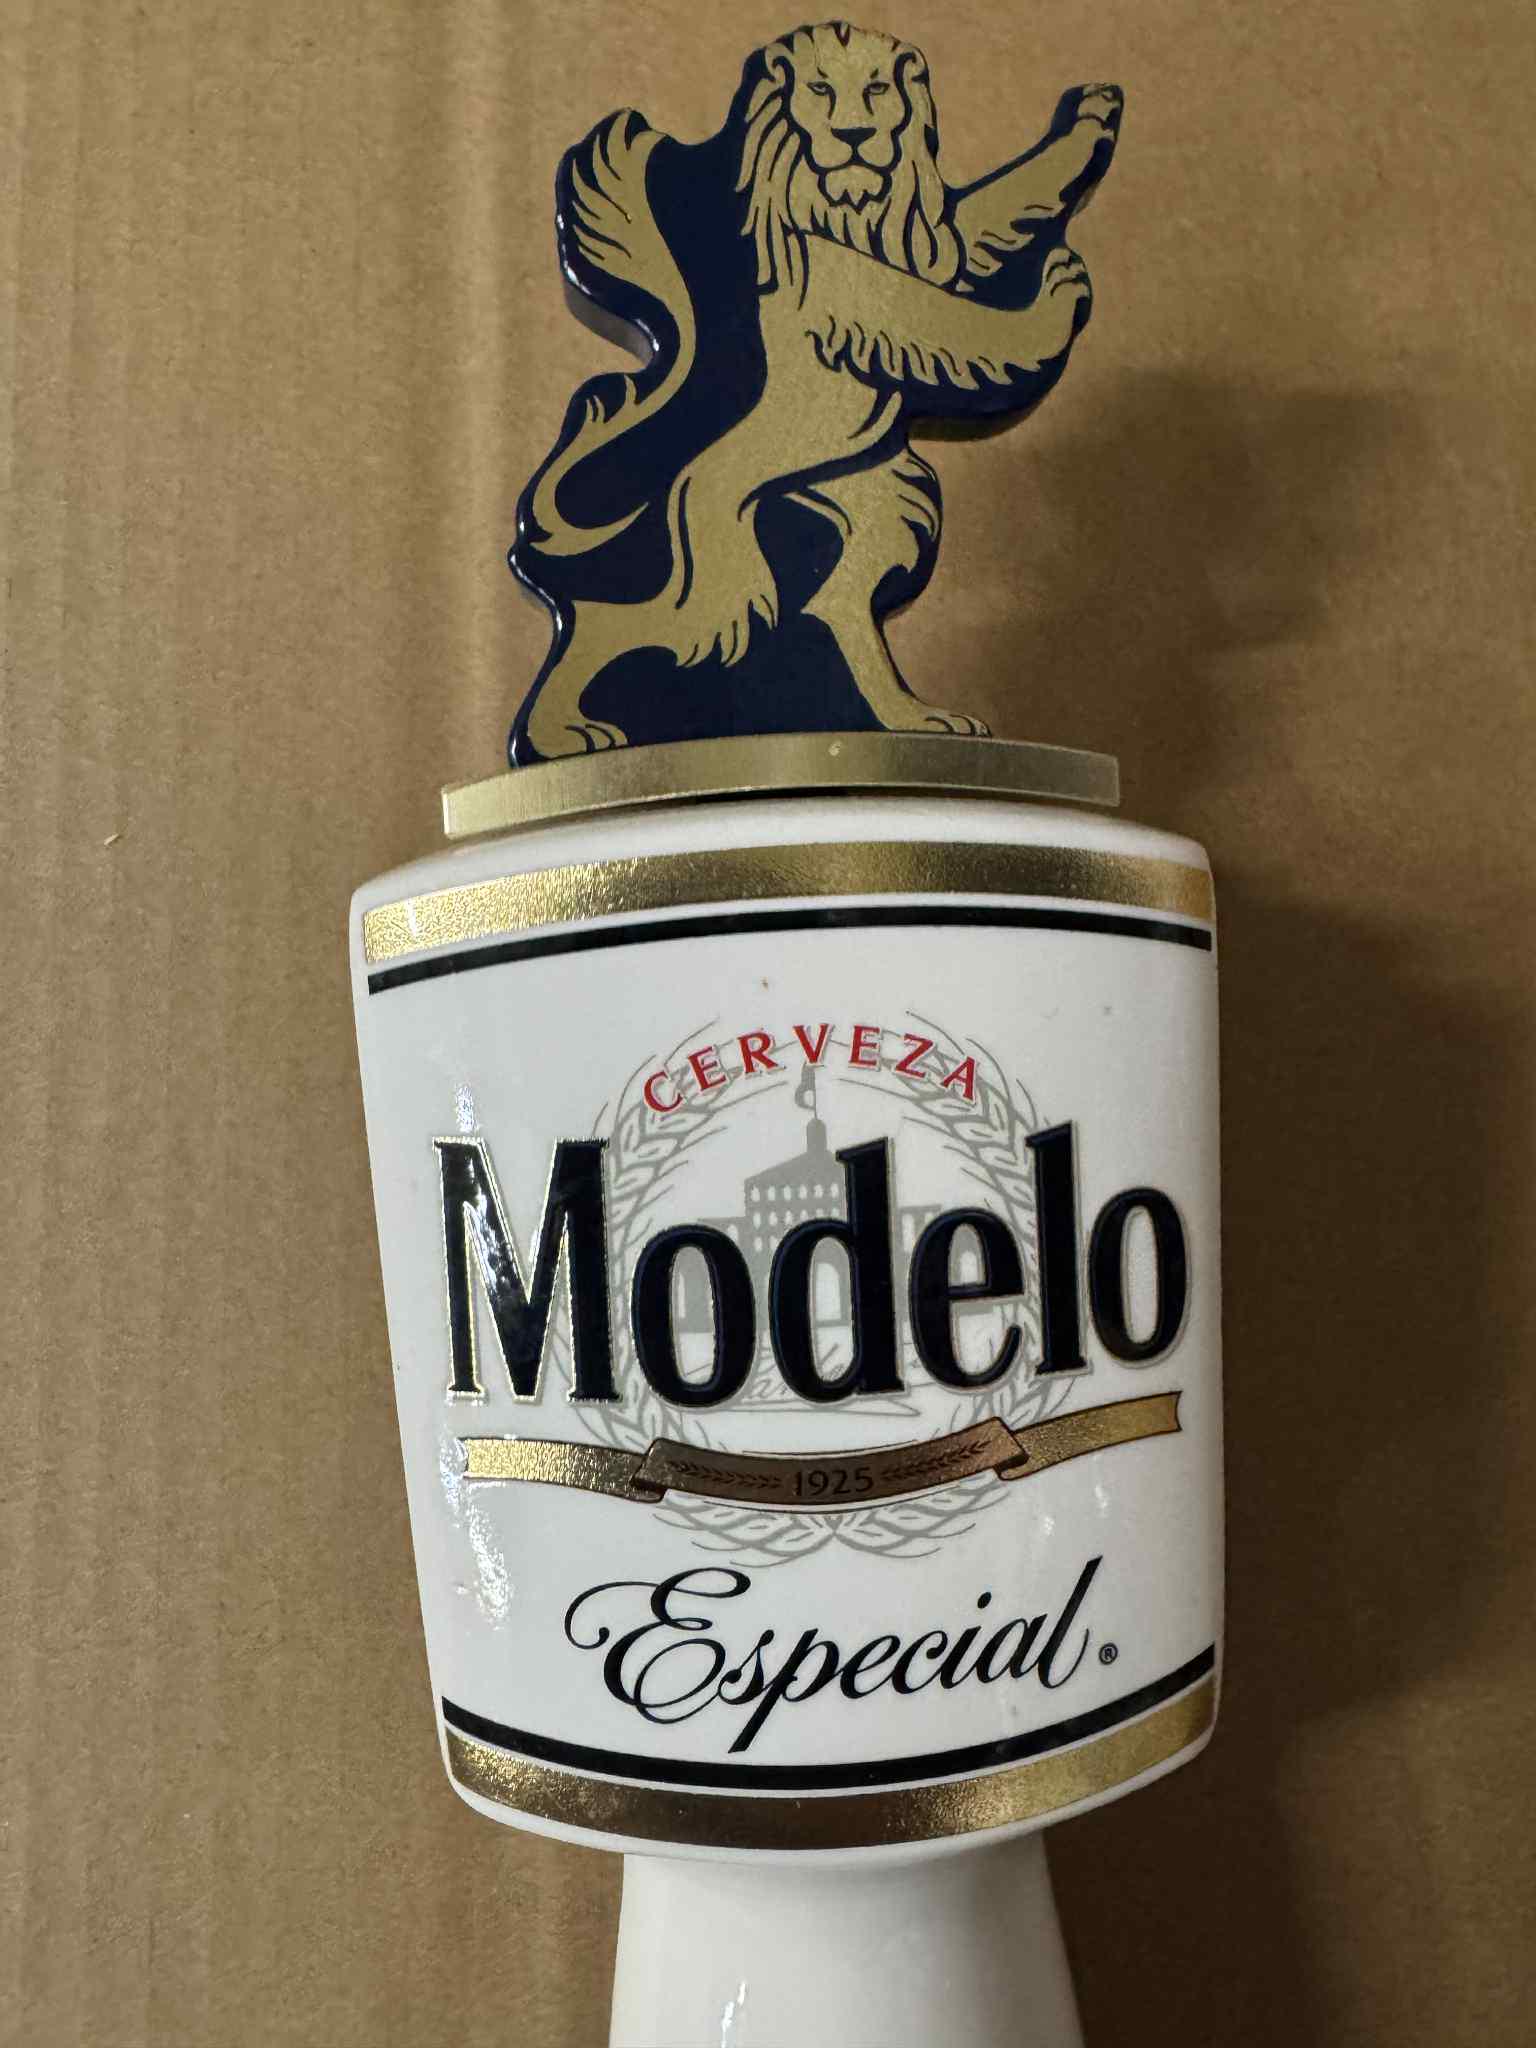 CERVEZA
Modelo
1925
Especial®